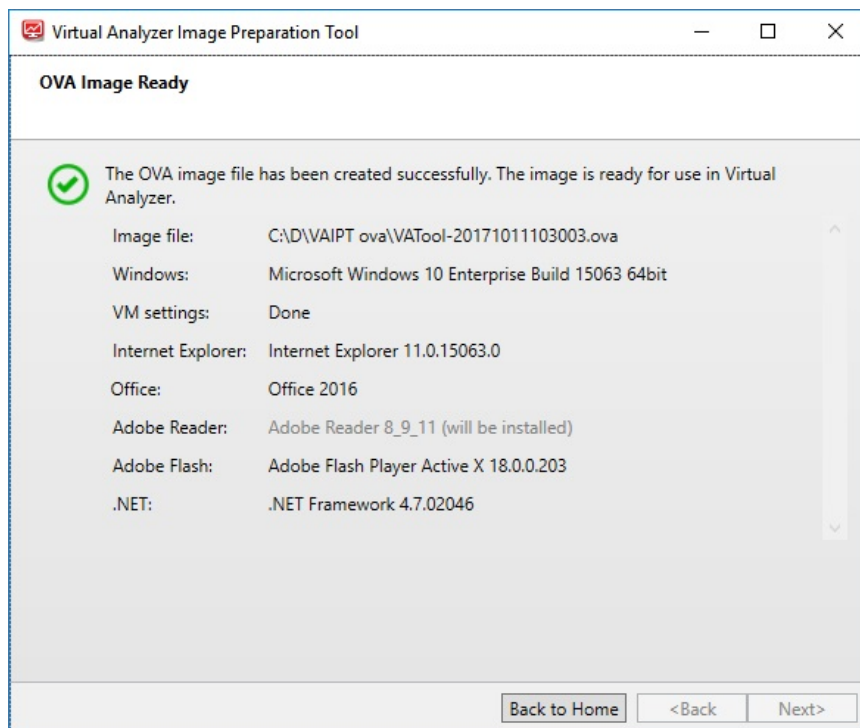 Virtual Analyzer Image Preparation Tool
OVA Image Ready
The OVA image file has been created successfully. The image is ready for use in Virtual
Analyzer.
Image file: C:\D\VAIPT ova\VATool-20171011103003.ova
Windows: Microsoft Windows 10 Enterprise Build 15063 64bit
VM settings: Done
Internet Explorer: Internet Explorer 11.0.15063.0
Office: Office 2016
Adobe Reader: Adobe Reader 8_9_11 (will be installed)
Adobe Flash: Adobe Flash Player Active X 18.0.0.203
.NET: .NET Framework 4.7.02046
Back to Home <Back Next>